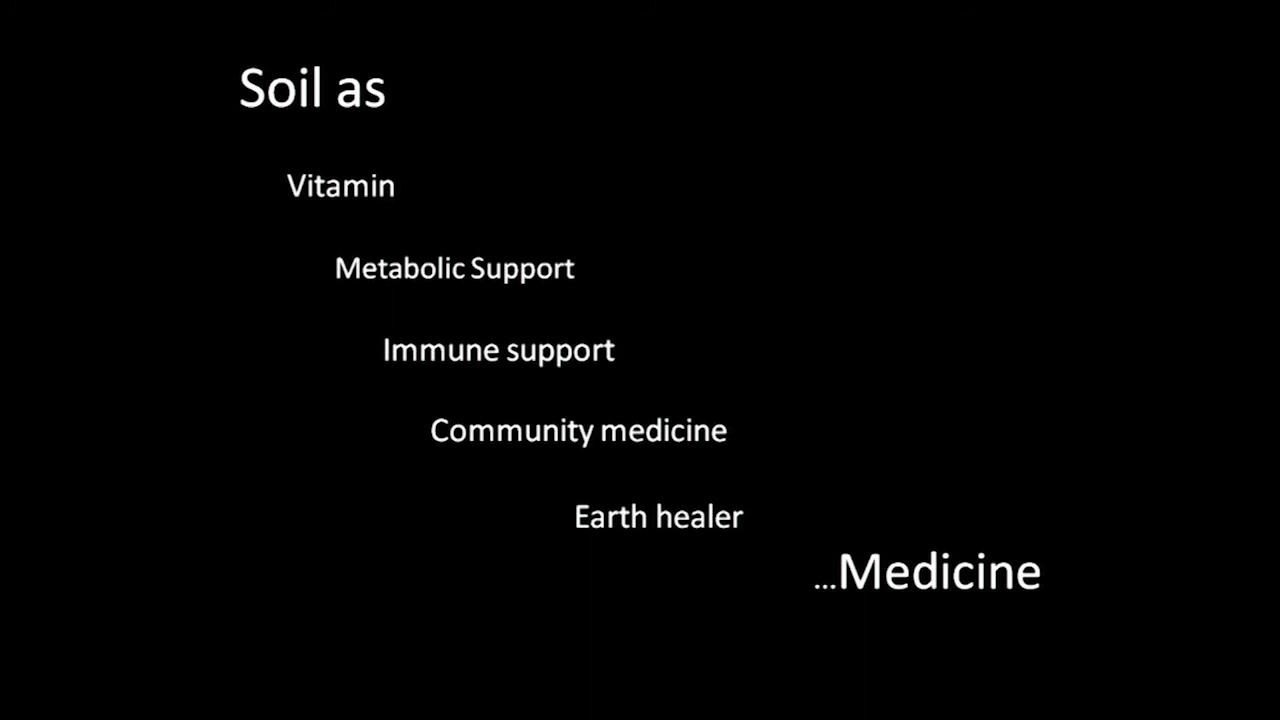 Soil as
Vitamin
Metabolic Support
Immune support
Community medicine
Earth healer
...Medicine